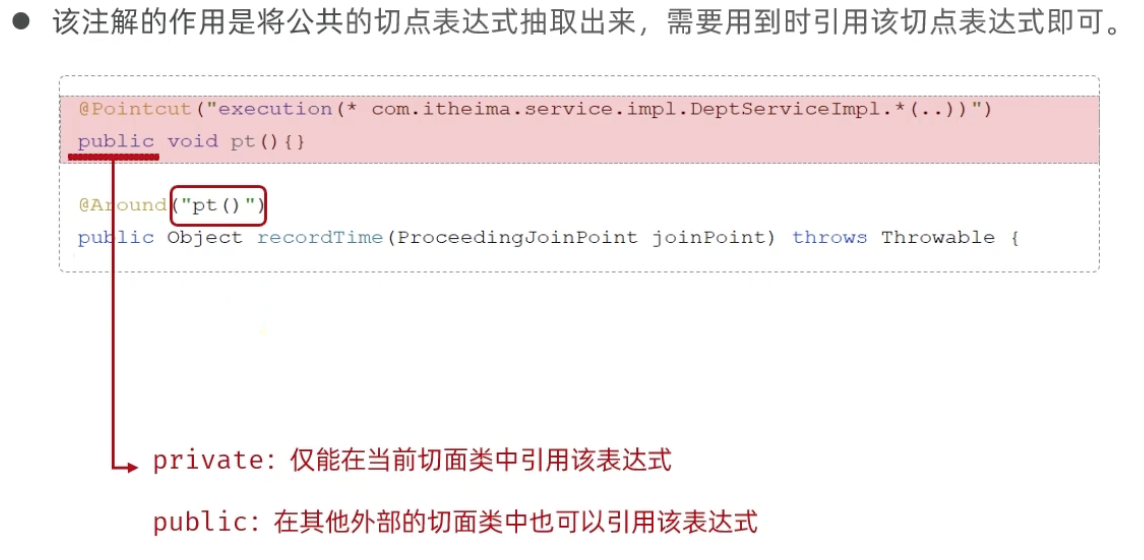 ● 该注解的作用是将公共的切点表达式抽取出来，需要用到时引用该切点表达式即可。
@Pointcut("execution(* com.itheima.service.impl.DeptServiceImpl.*(..))")
public void pt(){}
@Around("pt()")
public Object recordTime(ProceedingJoinPoint joinPoint) throws Throwable {
private：仅能在当前切面类中引用该表达式
public：在其他外部的切面类中也可以引用该表达式